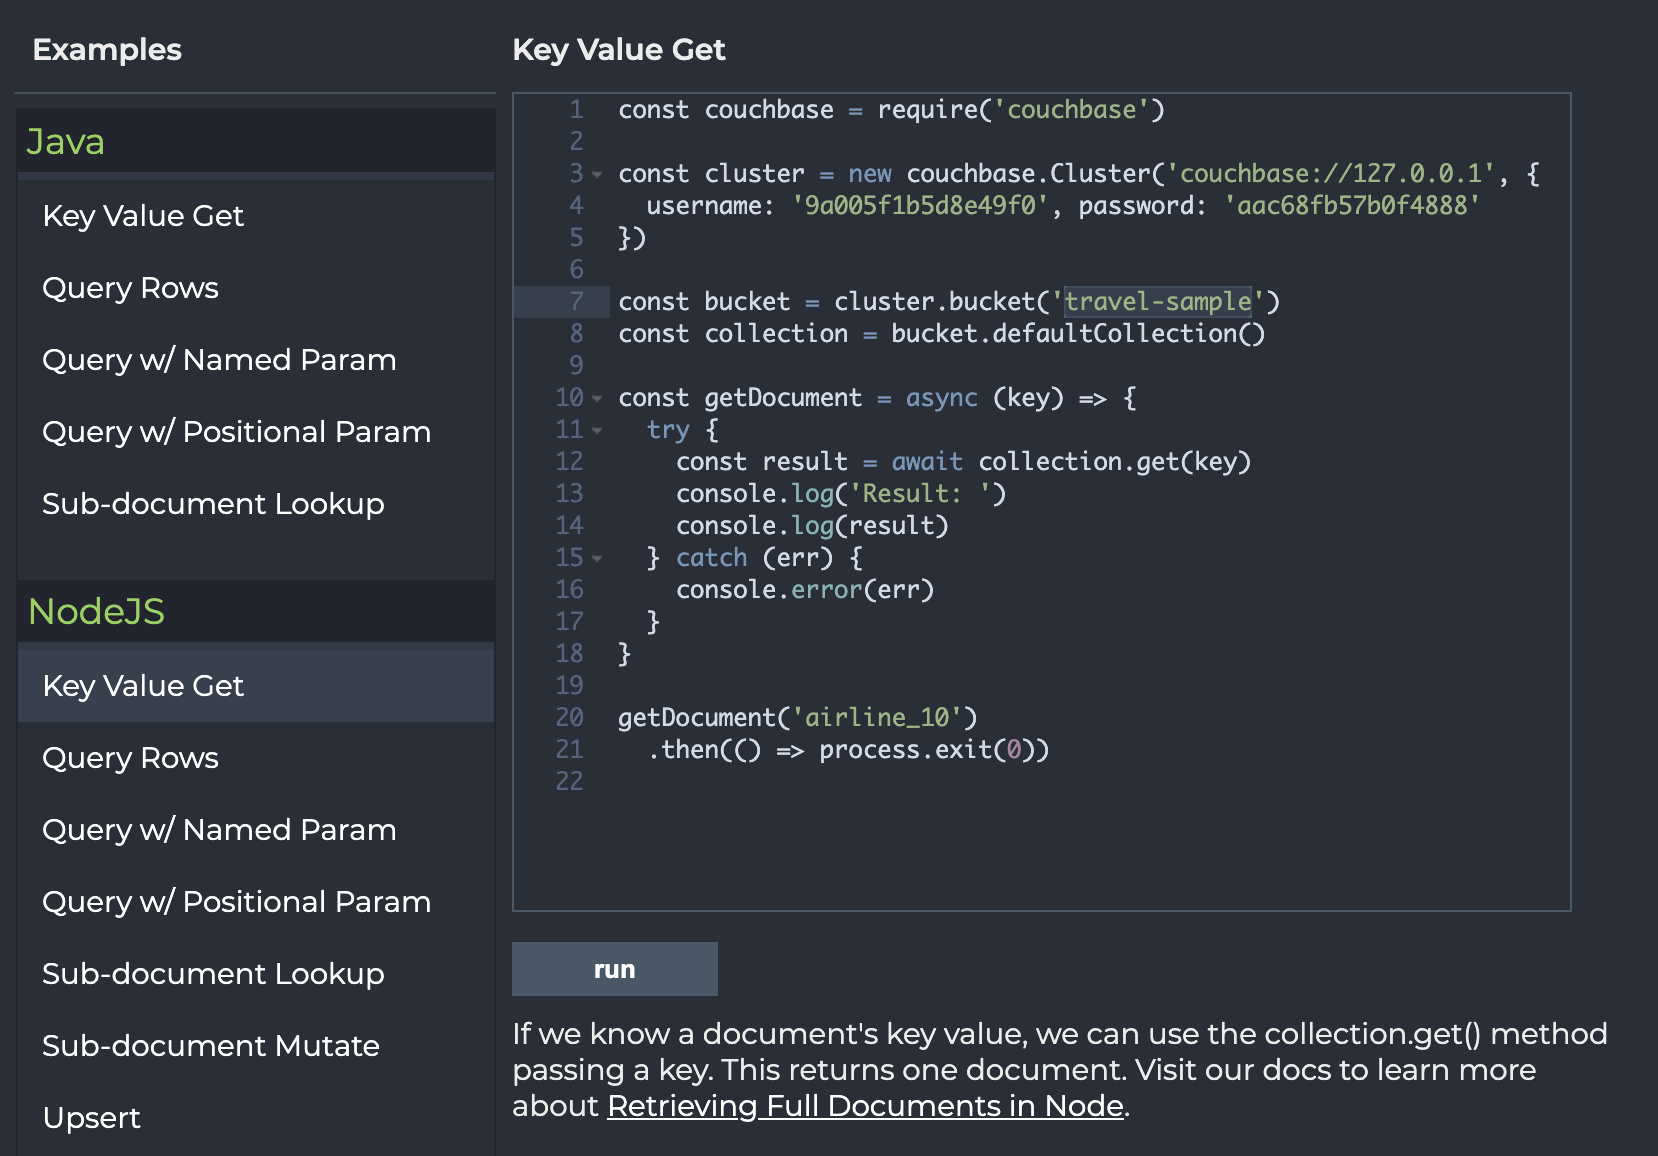 Examples
Java
Key Value Get
Query Rows
Query w/ Named Param
Query w/ Positional Param
Sub-document Lookup
NodeJS
Key Value Get
Query Rows
Query w/ Named Param
Query w/ Positional Param
Sub-document Lookup
Sub-document Mutate
Upsert
Key Value Get
1 const couchbase = require('couchbase')
2
3 const cluster = new couchbase.Cluster('couchbase://127.0.0.1', {
4   username: '9a005f1b5d8e49f0', password: 'aac68fb57b0f4888'
5 })
6
7 const bucket = cluster.bucket('travel-sample')
8 const collection = bucket.defaultCollection()
9
10 const getDocument = async (key) => {
11   try {
12     const result = await collection.get(key)
13     console.log('Result: ')
14     console.log(result)
15   } catch (err) {
16     console.error(err)
17   }
18 }
19
20 getDocument('airline_10')
21   .then(() => process.exit(0))
22
run
If we know a document's key value, we can use the collection.get() method
passing a key. This returns one document. Visit our docs to learn more
about Retrieving Full Documents in Node.